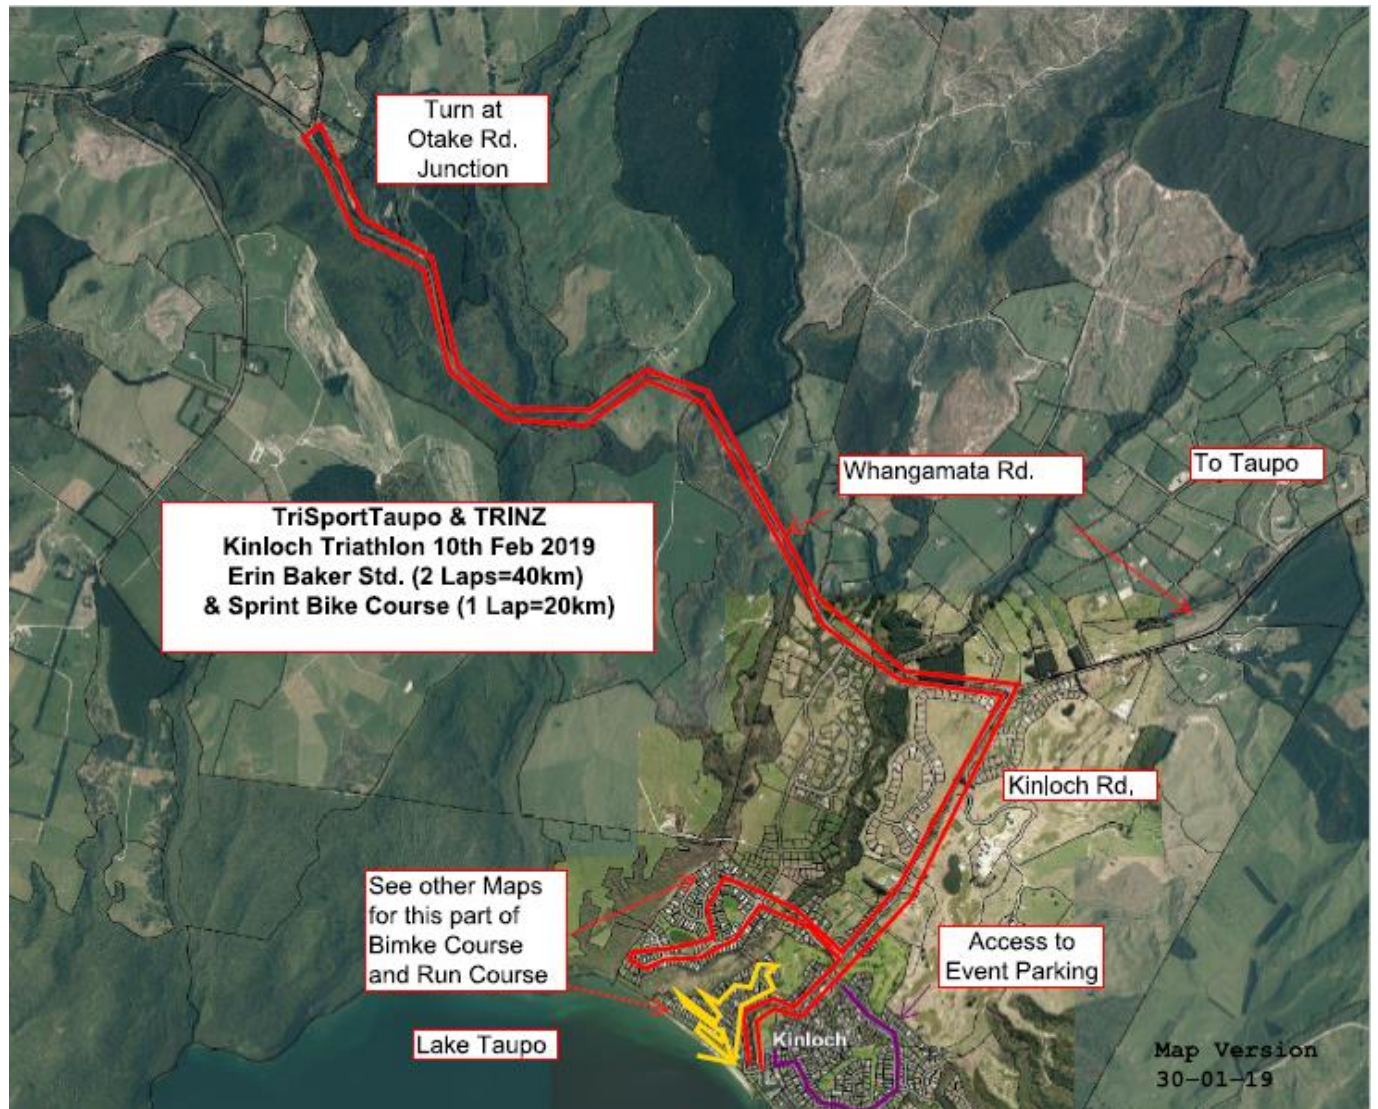 Turn at
Otake Rd.
Junction
Whangamata Rd.
To Taupo
TriSportTaupo & TRINZ
Kinloch Triathlon 10th Feb 2019
Erin Baker Std. (2 Laps=40km)
& Sprint Bike Course (1 Lap=20km)
Kinloch Rd,
See other Maps
for this part of
Bimke Course
and Run Course
Access to
Event Parking
Lake Taupo
Kinloch
Map Version
30-01-19